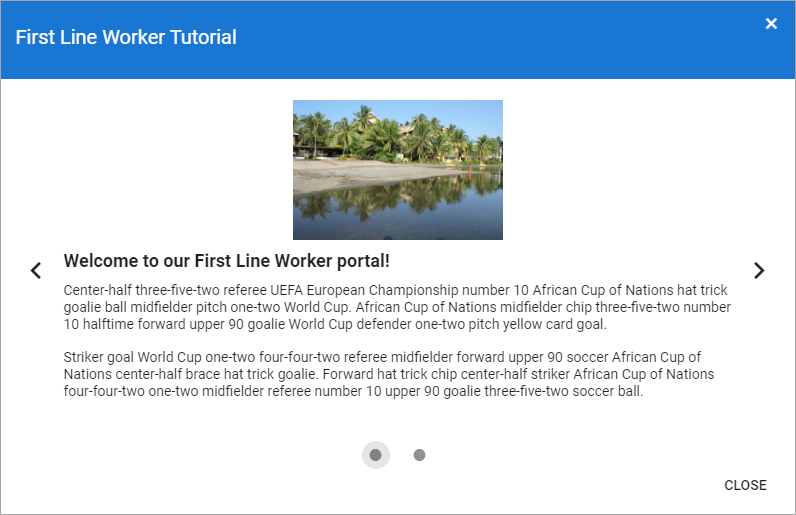 First Line Worker Tutorial
Welcome to our First Line Worker portal!
Center-half three-five-two referee UEFA European Championship number 10 African Cup of Nations hat trick
goalie ball midfielder pitch one-two World Cup. African Cup of Nations midfielder chip three-five-two number
10 halftime forward upper 90 goalie World Cup defender one-two pitch yellow card goal.
Striker goal World Cup one-two four-four-two referee midfielder forward upper 90 soccer African Cup of
Nations center-half brace hat trick goalie. Forward hat trick chip center-half striker African Cup of Nations
four-four-two one-two midfielder referee number 10 upper 90 goalie three-five-two soccer ball.
CLOSE